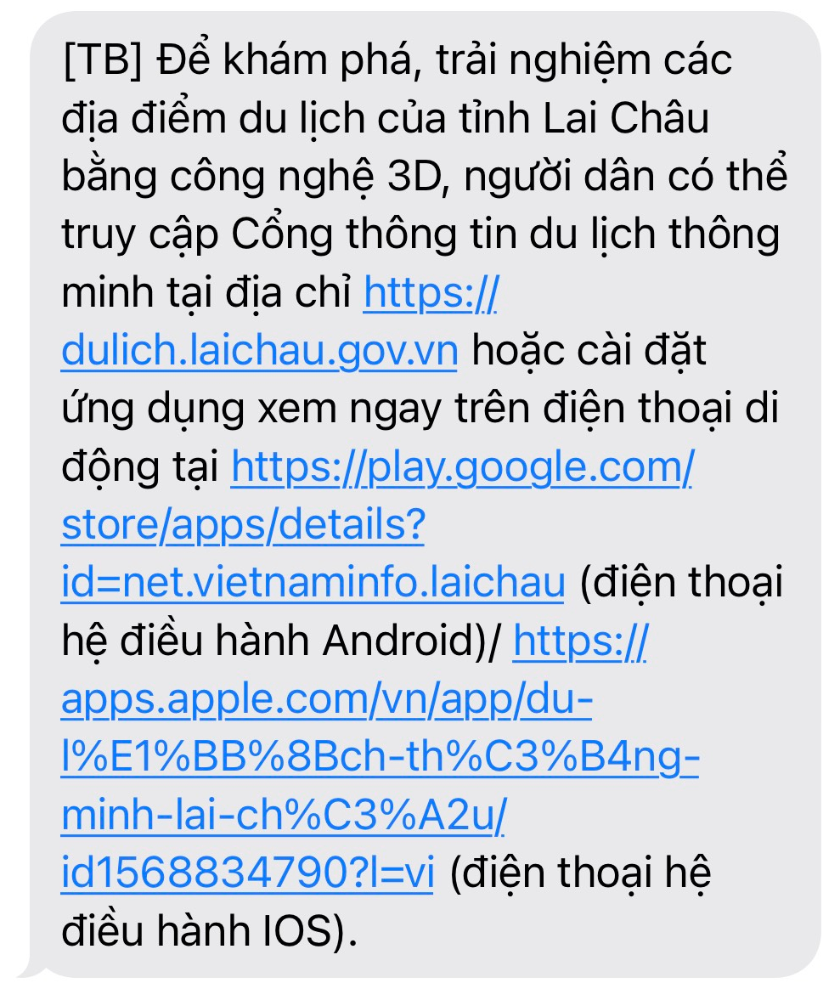 [TB] Để khám phá, trải nghiệm các
địa điểm du lịch của tỉnh Lai Châu
bằng công nghệ 3D, người dân có thể
truy cập Cổng thông tin du lịch thông
minh tại địa chỉ https://
dulich.laichau.gov.vn hoặc cài đặt
ứng dụng xem ngay trên điện thoại di
động tại https://play.google.com/
store/apps/details?
id=net.vietnaminfo.laichau (điện thoại
hệ điều hành Android)/ https://
apps.apple.com/vn/app/du-
l%E1%BB%8Bch-th%C3%B4ng-
minh-lai-ch%C3%A2u/
id1568834790?l=vi (điện thoại hệ
điều hành IOS).